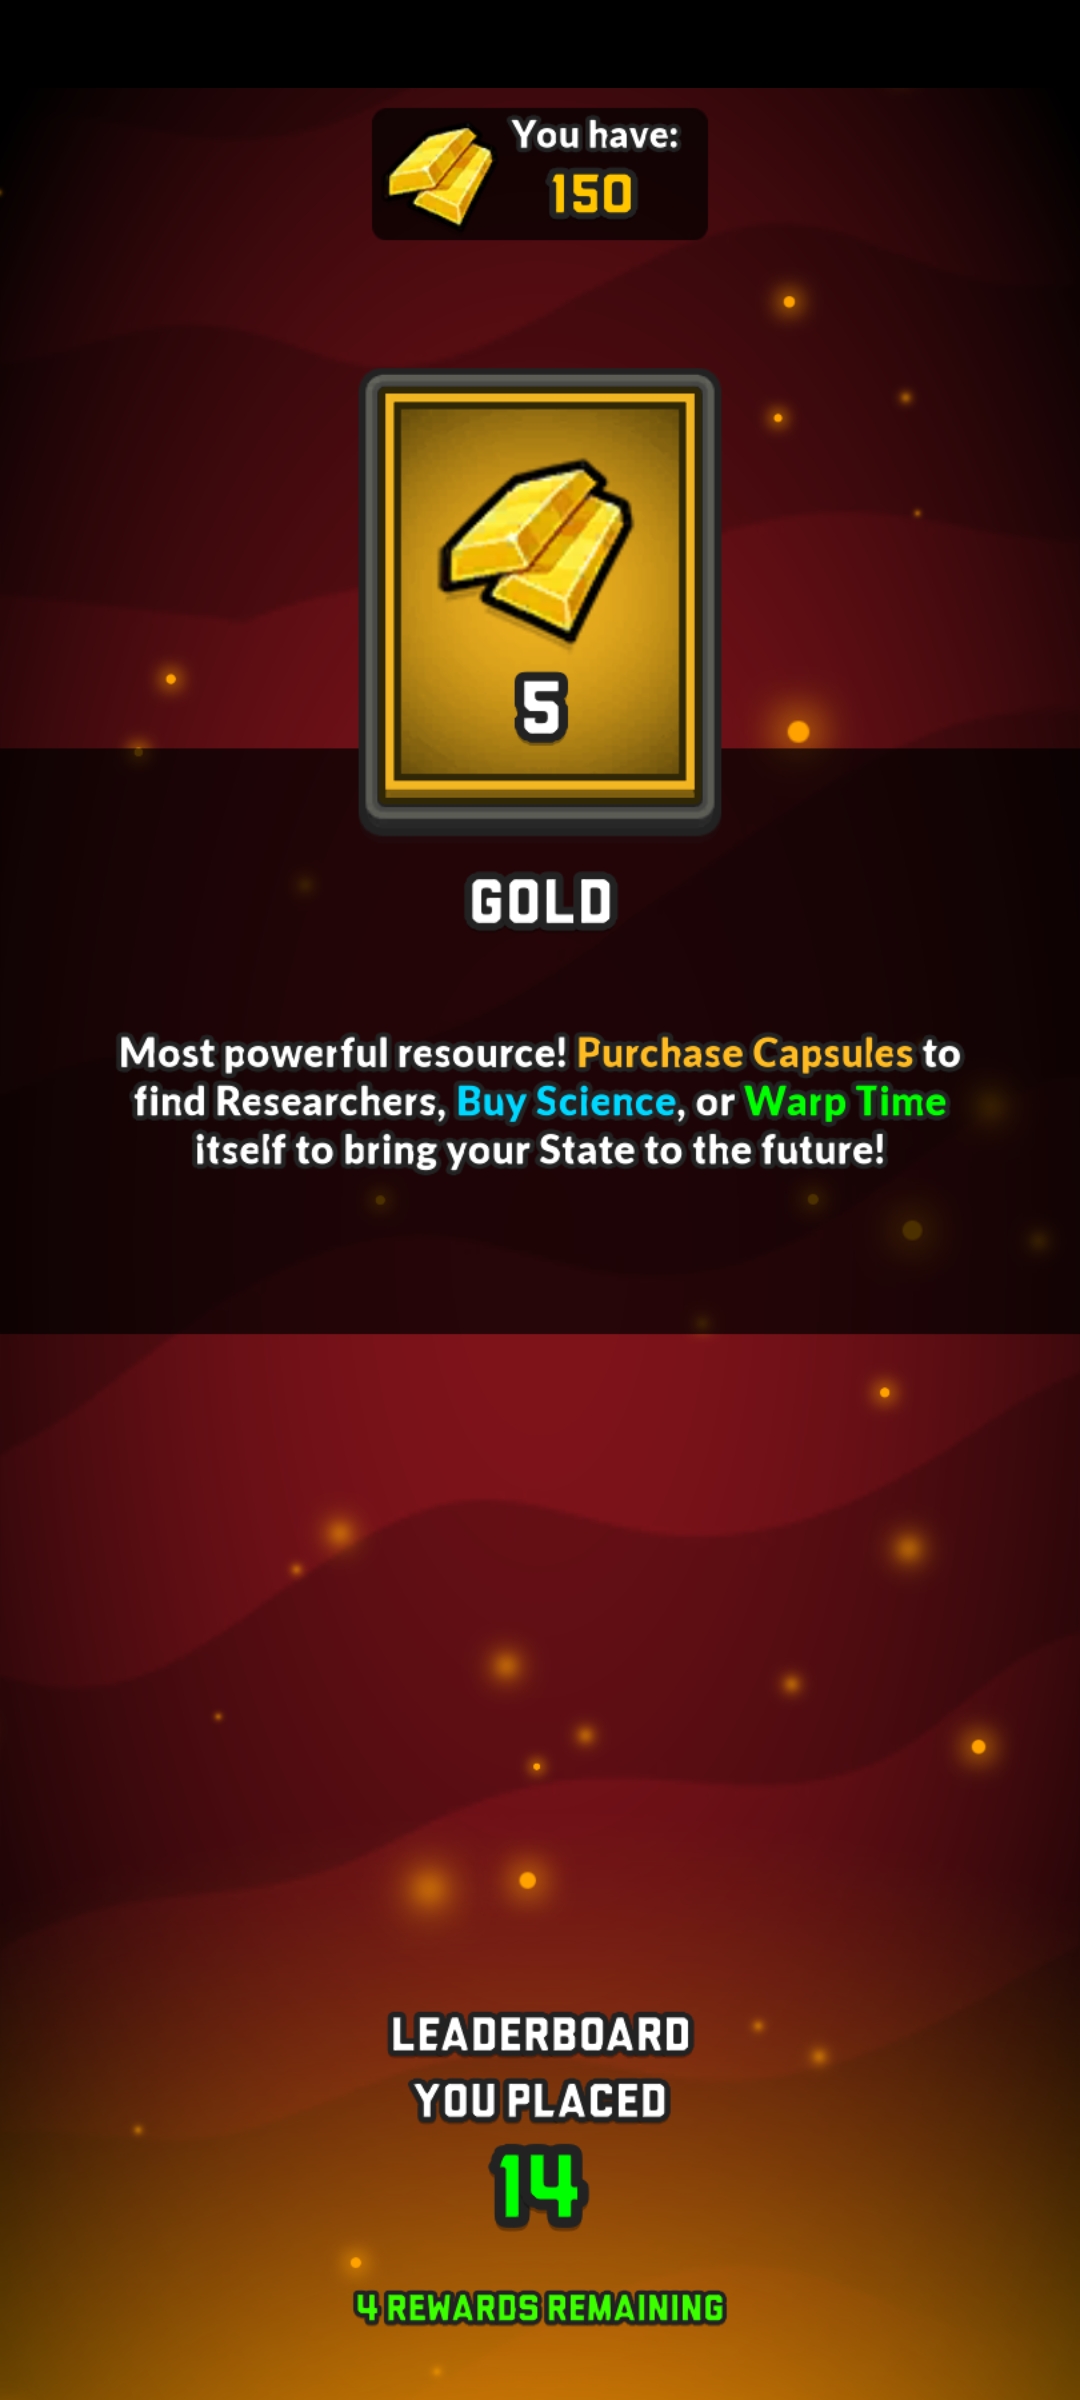 You have:
150
5
GOLD
Most powerful resource! Purchase Capsules to
find Researchers, Buy Science, or Warp Time
itself to bring your State to the future!
LEADERBOARD
YOU PLACED
14
4 REWARDS REMAINING